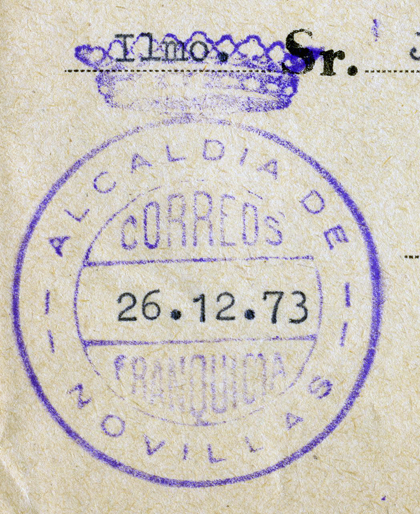 Ilmo. Sr.
ALCALDIA DE
CORREOS
26.12.73
FRANQUICIA
NOVILLAS